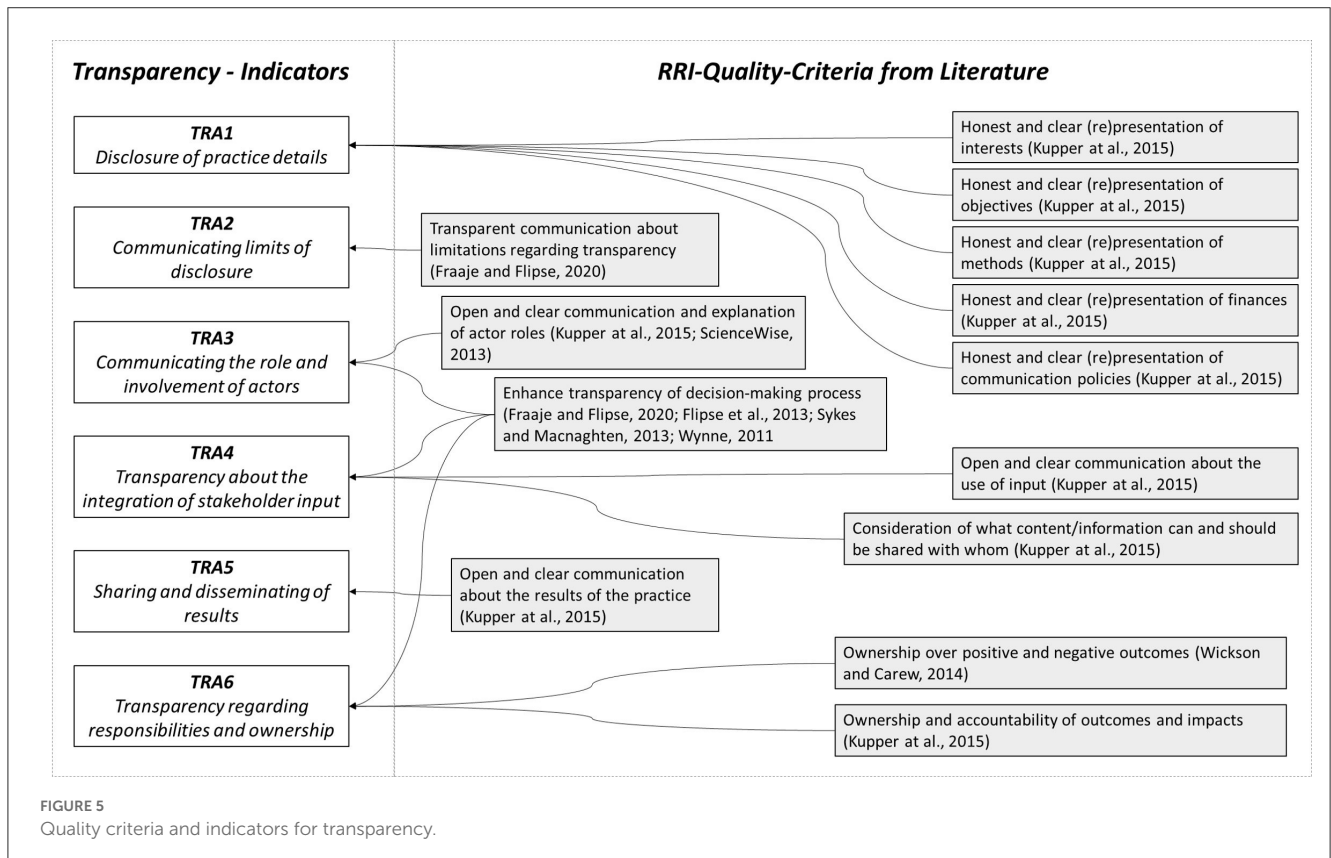 Transparency - Indicators
RRI-Quality-Criteria from Literature
TRA1
Disclosure of practice details
TRA2
Communicating limits of
disclosure
TRA3
Communicating the role and
involvement of actors
TRA4
Transparency about the
integration of stakeholder input
TRA5
Sharing and disseminating of
results
TRA6
Transparency regarding
responsibilities and ownership
Transparent communication about
limitations regarding transparency
(Fraaje and Flipse, 2020)
Open and clear communication and explanation
of actor roles (Kupper at al., 2015; ScienceWise,
2013)
Enhance transparency of decision-making process
(Fraaje and Flipse, 2020; Flipse et al., 2013; Sykes
and Macnaghten, 2013; Wynne, 2011
Open and clear communication
about the results of the practice
(Kupper at al., 2015)
Honest and clear (re)presentation of
interests (Kupper at al., 2015)
Honest and clear (re)presentation of
objectives (Kupper at al., 2015)
Honest and clear (re)presentation of
methods (Kupper at al., 2015)
Honest and clear (re)presentation of finances
(Kupper at al., 2015)
Honest and clear (re)presentation of
communication policies (Kupper at al., 2015)
Open and clear communication about the
use of input (Kupper at al., 2015)
Consideration of what content/information can and should
be shared with whom (Kupper at al., 2015)
Ownership over positive and negative outcomes (Wickson
and Carew, 2014)
Ownership and accountability of outcomes and impacts
(Kupper at al., 2015)
FIGURE 5
Quality criteria and indicators for transparency.